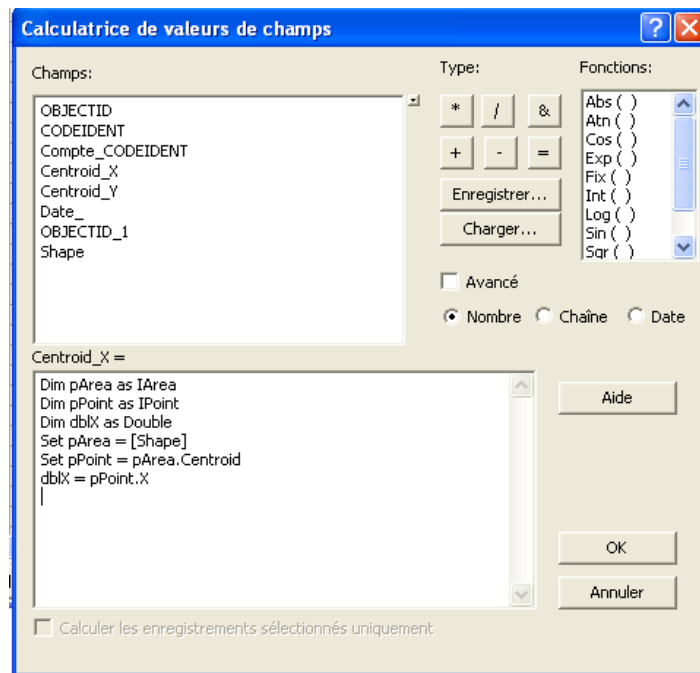 Calculatrice de valeurs de champs
Champs:
OBJECTID
CODEIDENT
Compte_CODEIDENT
Centroid_X
Centroid_Y
Date_
OBJECTID_1
Shape
Type:
* / &
+ - =
Enregistrer...
Charger...
Fonctions:
Abs ( )
Atn ( )
Cos ( )
Exp ( )
Fix ( )
Int ( )
Log ( )
Sin ( )
Sqr ( )
Avancé
Nombre Chaîne Date
Centroid_X =
Dim pArea as IArea
Dim pPoint as IPoint
Dim dblX as Double
Set pArea = [Shape]
Set pPoint = pArea.Centroid
dblX = pPoint.X
Aide
OK
Annuler
Calculer les enregistrements sélectionnés uniquement